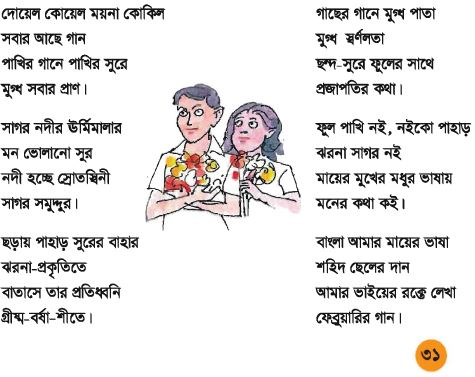 দোয়েল কোয়েল ময়না কোকিল
সবার আছে গান
পাখির গানে পাখির সুরে
মুগ্ধ সবার প্রাণ।
সাগর নদীর ঊর্মিমালার
মন ভোলানো সুর
নদী হচ্ছে স্রোতস্বিনী
সাগর সমুদ্দুর।
ছড়ায় পাহাড় সুরের বাহার
ঝরনা-প্রকৃতিতে
বাতাসে তার প্রতিধ্বনি
গ্রীষ্ম-বর্ষা-শীতে।
গাছের গানে মুগ্ধ পাতা
মুগ্ধ স্বর্ণলতা
ছন্দ-সুরে ফুলের সাথে
প্রজাপতির কথা।
ফুল পাখি নই, নইকো পাহাড়
ঝরনা সাগর নই
মায়ের মুখের মধুর ভাষায়
মনের কথা কই।
বাংলা আমার মায়ের ভাষা
শহিদ ছেলের দান
আমার ভাইয়ের রক্তে লেখা
ফেব্রুয়ারির গান।
৩১